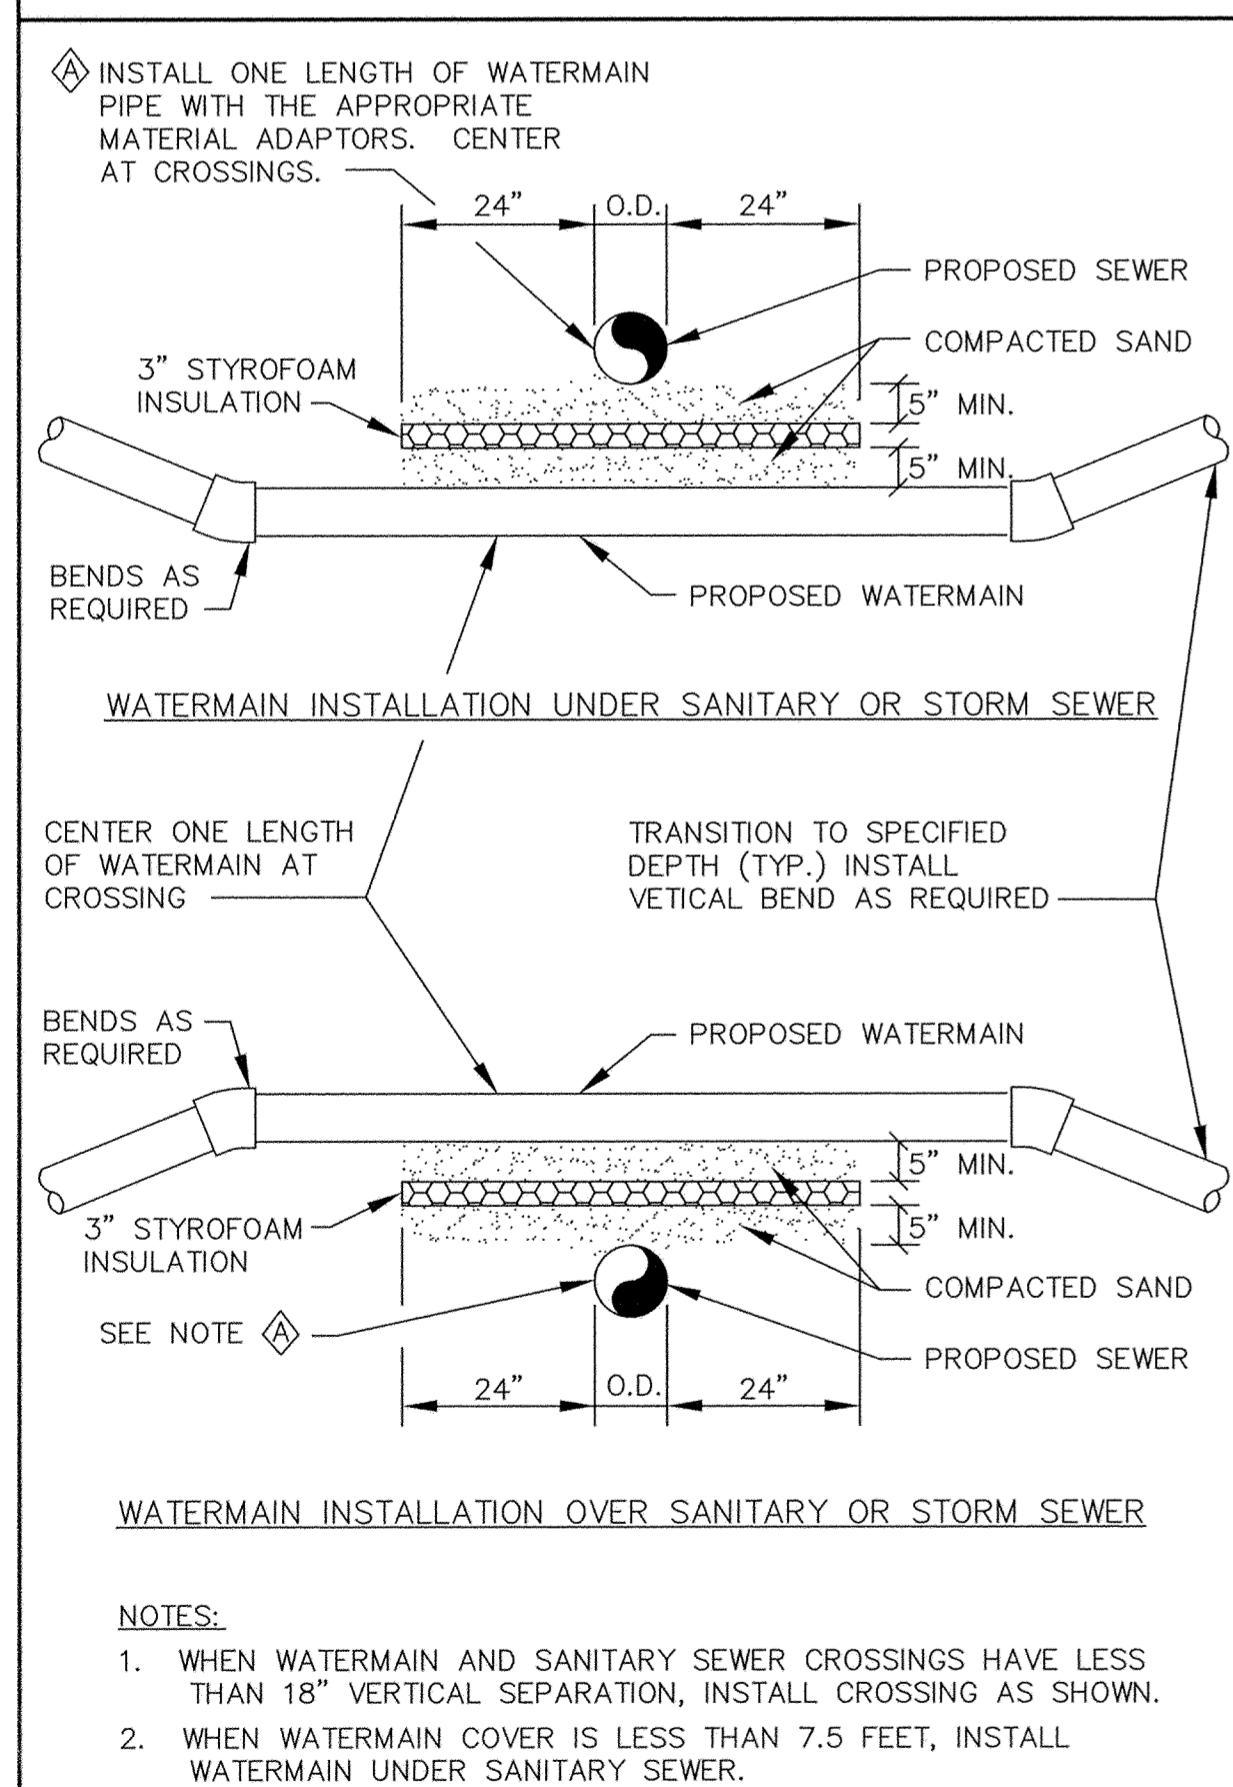 A INSTALL ONE LENGTH OF WATERMAIN
PIPE WITH THE APPROPRIATE
MATERIAL ADAPTORS. CENTER
AT CROSSINGS.
24" O.D. 24"
PROPOSED SEWER
COMPACTED SAND
3" STYROFOAM
INSULATION
5" MIN.
5" MIN.
BENDS AS
REQUIRED
PROPOSED WATERMAIN
WATERMAIN INSTALLATION UNDER SANITARY OR STORM SEWER
CENTER ONE LENGTH
OF WATERMAIN AT
CROSSING
TRANSITION TO SPECIFIED
DEPTH (TYP.) INSTALL
VETICAL BEND AS REQUIRED
BENDS AS
REQUIRED
PROPOSED WATERMAIN
5" MIN.
5" MIN.
3" STYROFOAM
INSULATION
COMPACTED SAND
SEE NOTE A
PROPOSED SEWER
24" O.D. 24"
WATERMAIN INSTALLATION OVER SANITARY OR STORM SEWER
NOTES:
1. WHEN WATERMAIN AND SANITARY SEWER CROSSINGS HAVE LESS
THAN 18" VERTICAL SEPARATION, INSTALL CROSSING AS SHOWN.
2. WHEN WATERMAIN COVER IS LESS THAN 7.5 FEET, INSTALL
WATERMAIN UNDER SANITARY SEWER.